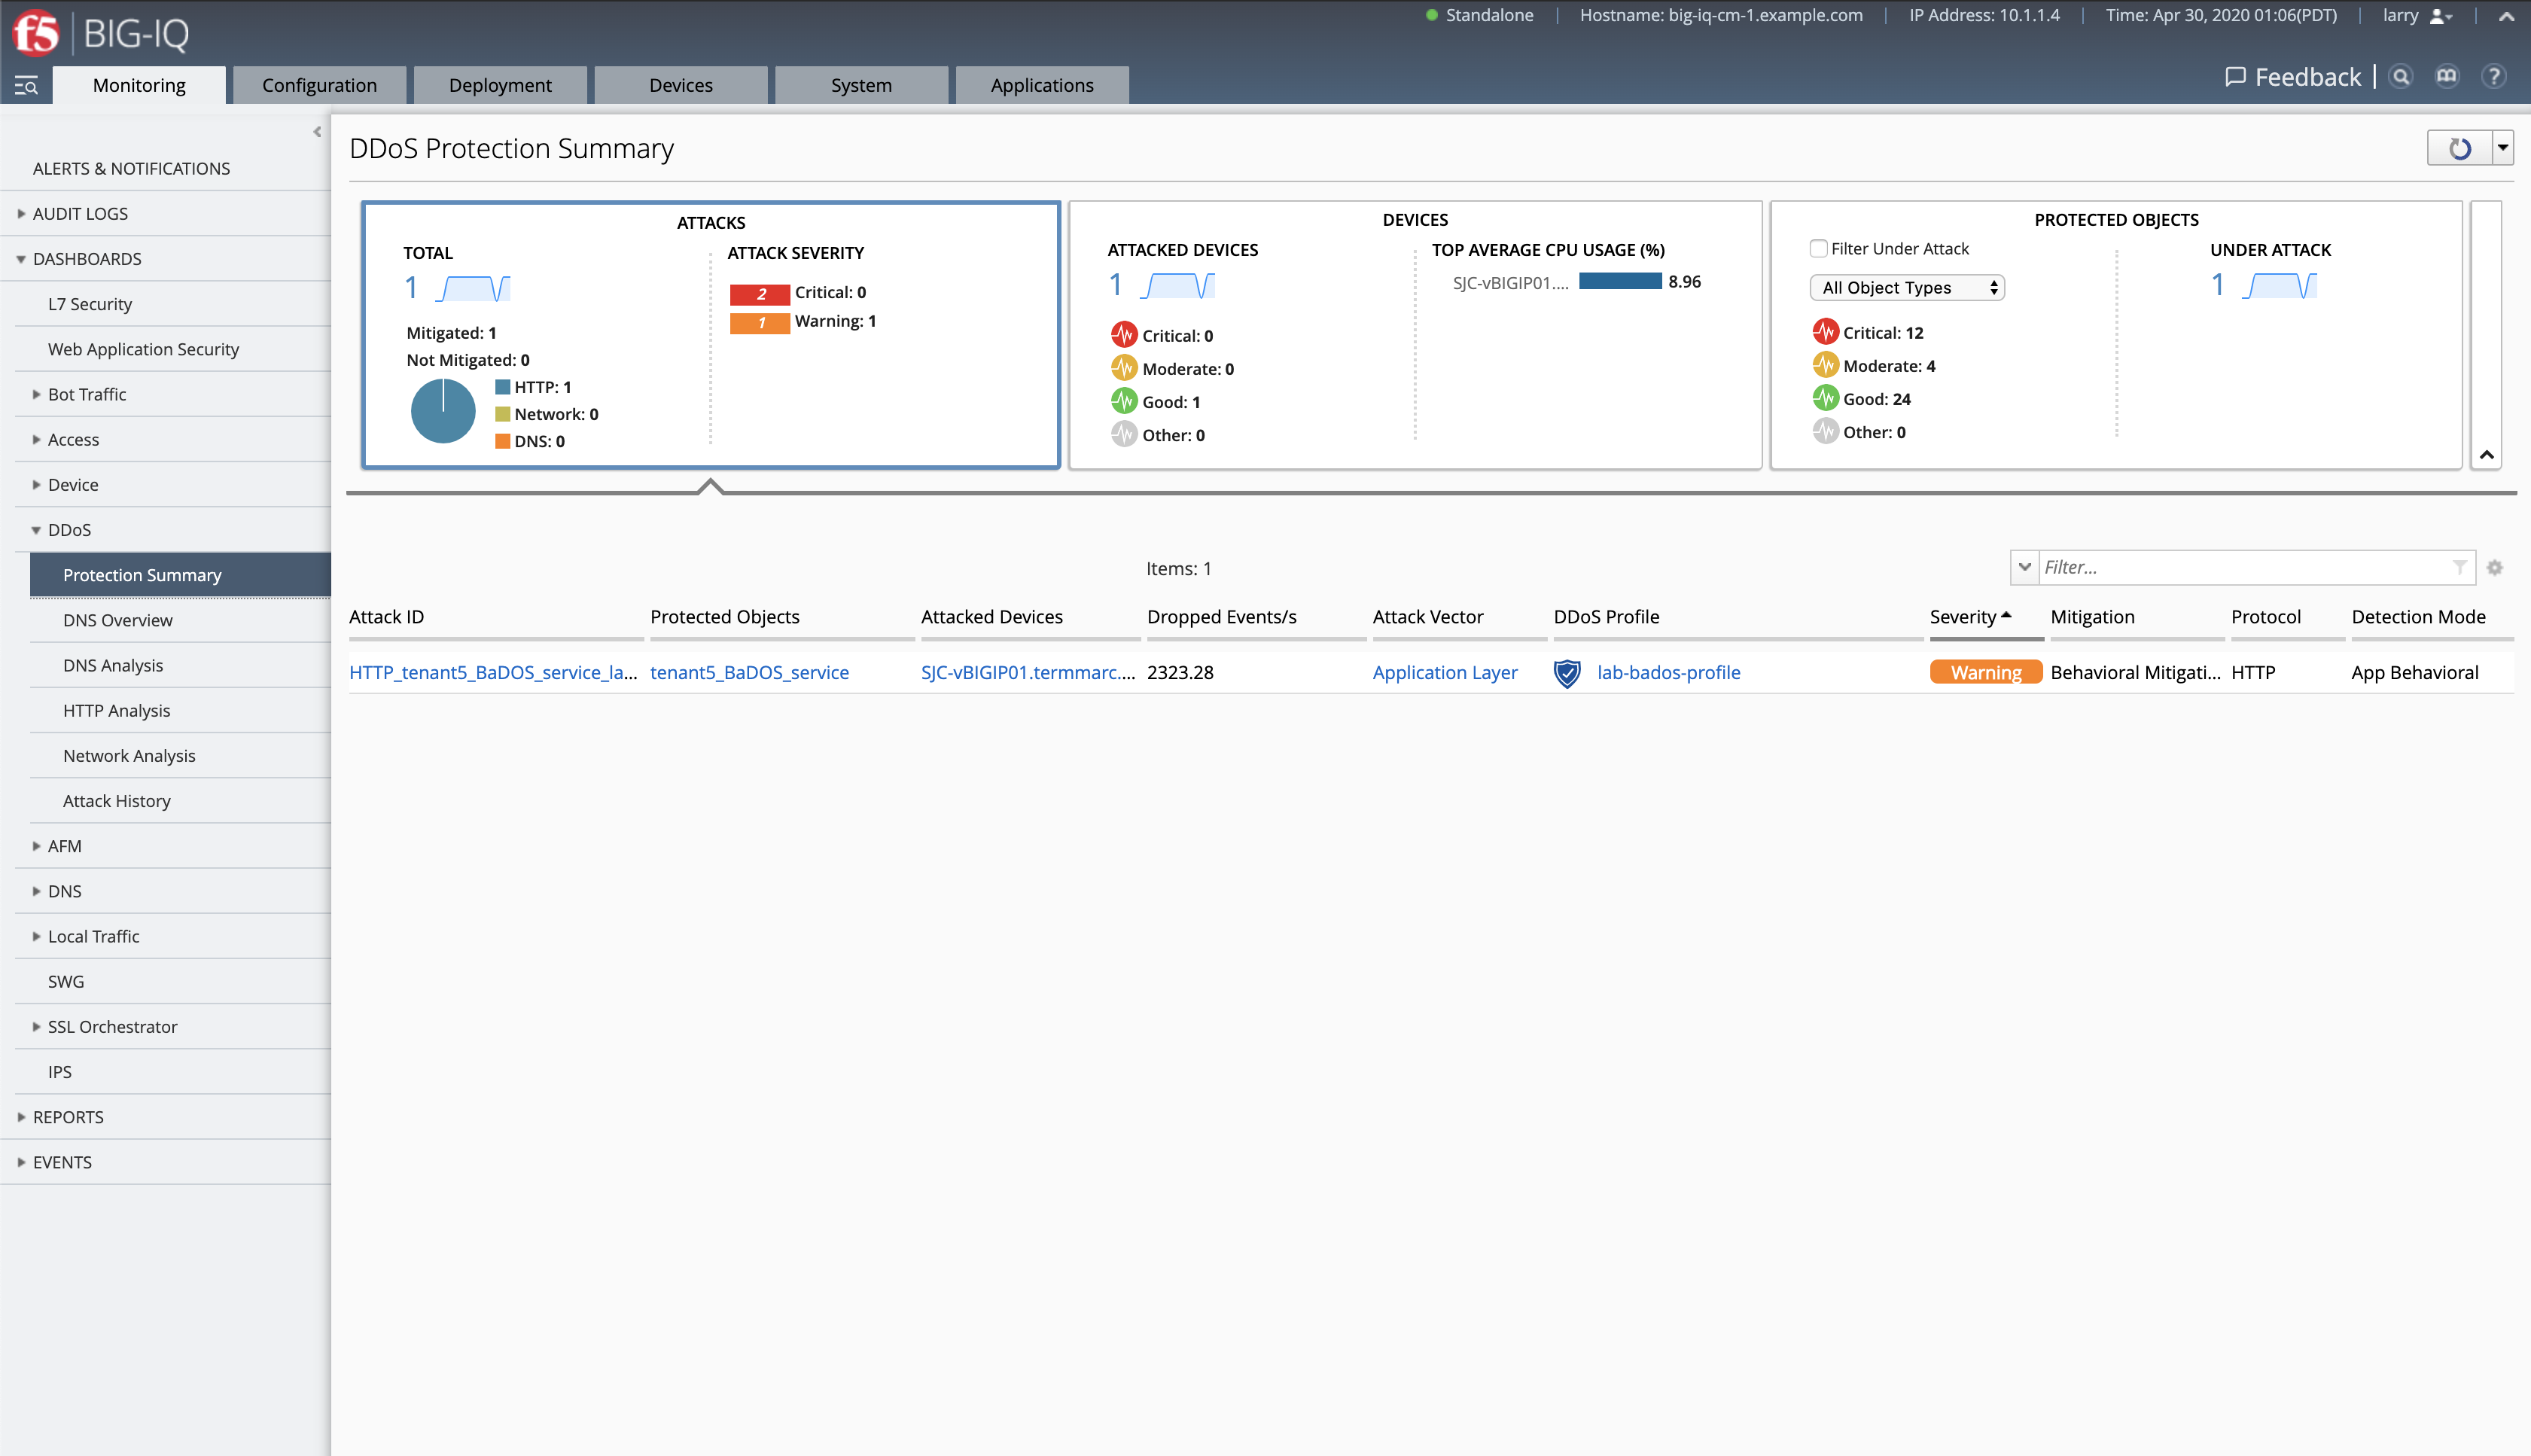 f5 BIG-IQ
Standalone Hostname: big-iq-cm-1.example.com IP Address: 10.1.1.4 Time: Apr 30, 2020 01:06(PDT) larry
Monitoring Configuration Deployment Devices System Applications
Feedback ?
ALERTS & NOTIFICATIONS
AUDIT LOGS
DASHBOARDS
L7 Security
Web Application Security
Bot Traffic
Access
Device
DDoS
Protection Summary
DNS Overview
DNS Analysis
HTTP Analysis
Network Analysis
Attack History
AFM
DNS
Local Traffic
SWG
SSL Orchestrator
IPS
REPORTS
EVENTS
DDoS Protection Summary
ATTACKS
TOTAL
1
Mitigated: 1
Not Mitigated: 0
HTTP: 1
Network: 0
DNS: 0
ATTACK SEVERITY
2 Critical: 0
1 Warning: 1
DEVICES
ATTACKED DEVICES
1
Critical: 0
Moderate: 0
Good: 1
Other: 0
TOP AVERAGE CPU USAGE (%)
SJC-vBIGIP01.... 8.96
PROTECTED OBJECTS
Filter Under Attack
All Object Types
Critical: 12
Moderate: 4
Good: 24
Other: 0
UNDER ATTACK
1
Items: 1
Filter...
Attack ID Protected Objects Attacked Devices Dropped Events/s Attack Vector DDoS Profile Severity Mitigation Protocol Detection Mode
HTTP_tenant5_BaDOS_service_la... tenant5_BaDOS_service SJC-vBIGIP01.termmarc.... 2323.28 Application Layer lab-bados-profile Warning Behavioral Mitigati... HTTP App Behavioral